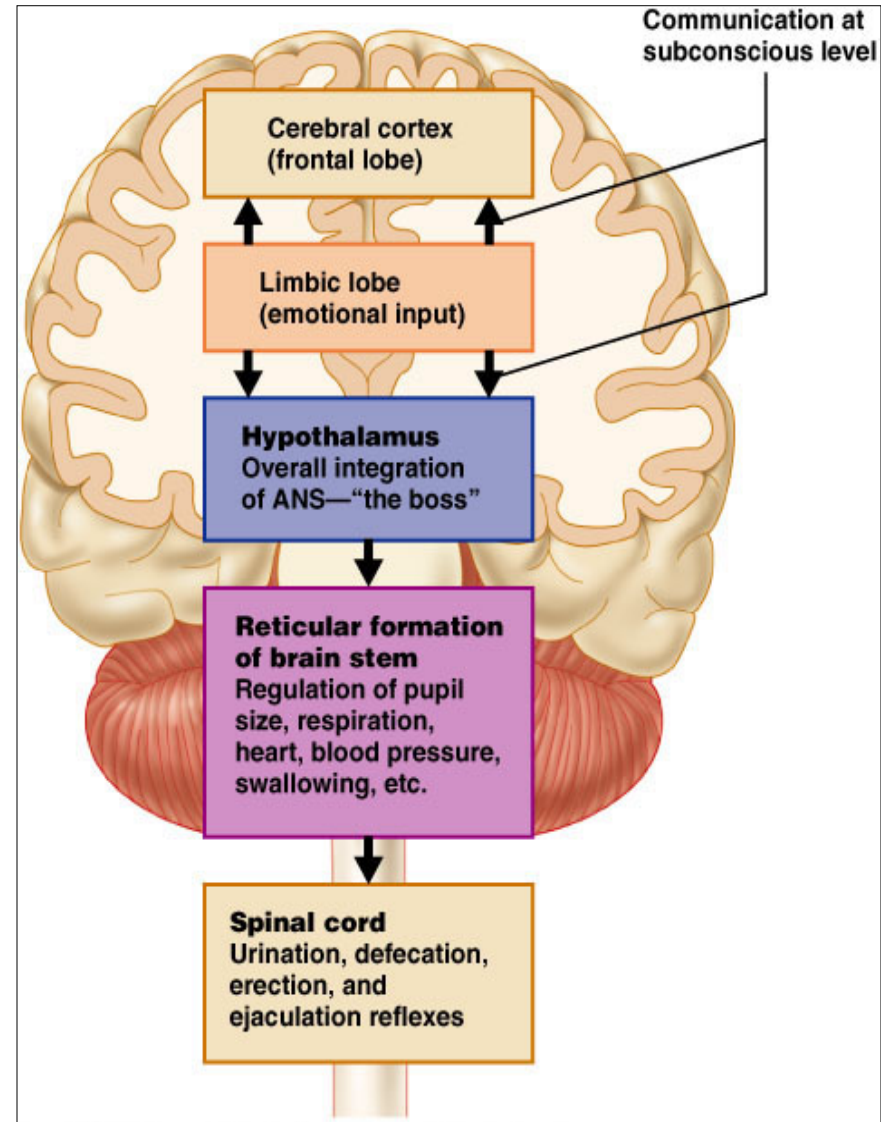 Communication at
subconscious level
Cerebral cortex
(frontal lobe)
Limbic lobe
(emotional input)
Hypothalamus
Overall integration
of ANS—“the boss”
Reticular formation
of brain stem
Regulation of pupil
size, respiration,
heart, blood pressure,
swallowing, etc.
Spinal cord
Urination, defecation,
erection, and
ejaculation reflexes